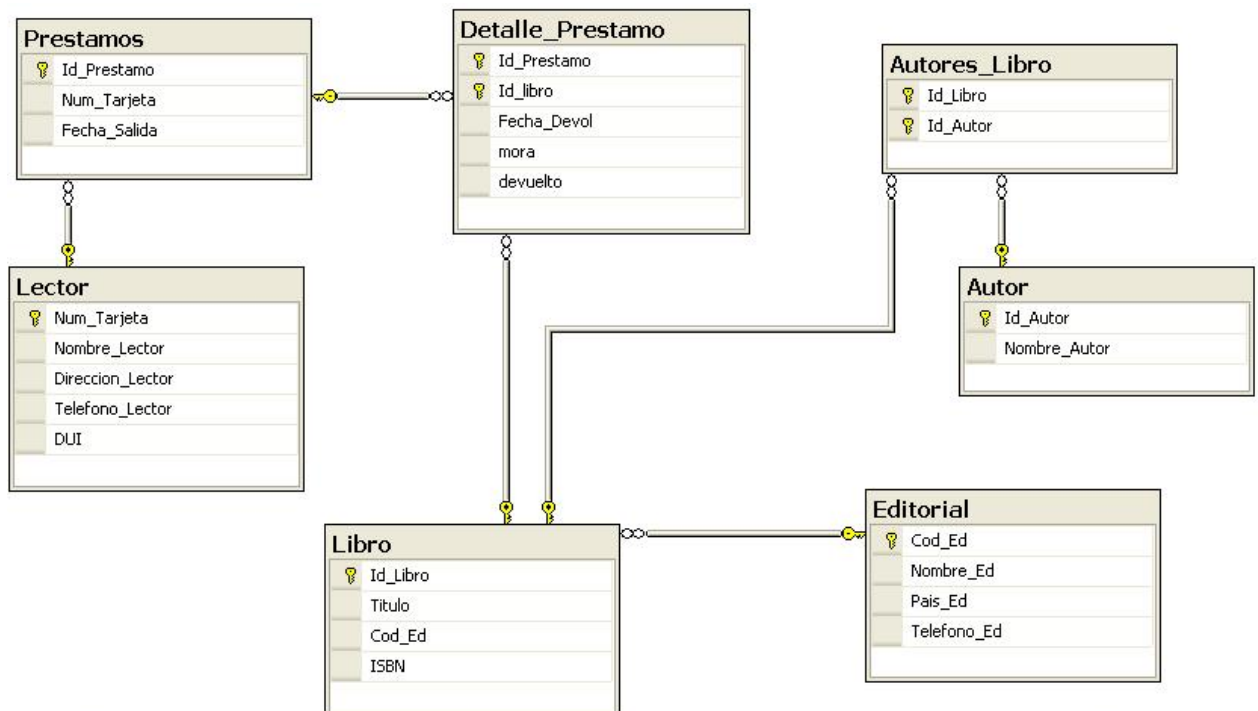 Prestamos
Id_Prestamo
Num_Tarjeta
Fecha_Salida
Detalle_Prestamo
Id_Prestamo
Id_libro
Fecha_Devol
mora
devuelto
Autores_Libro
Id_Libro
Id_Autor
Lector
Num_Tarjeta
Nombre_Lector
Direccion_Lector
Telefono_Lector
DUI
Autor
Id_Autor
Nombre_Autor
Libro
Id_Libro
Titulo
Cod_Ed
ISBN
Editorial
Cod_Ed
Nombre_Ed
Pais_Ed
Telefono_Ed